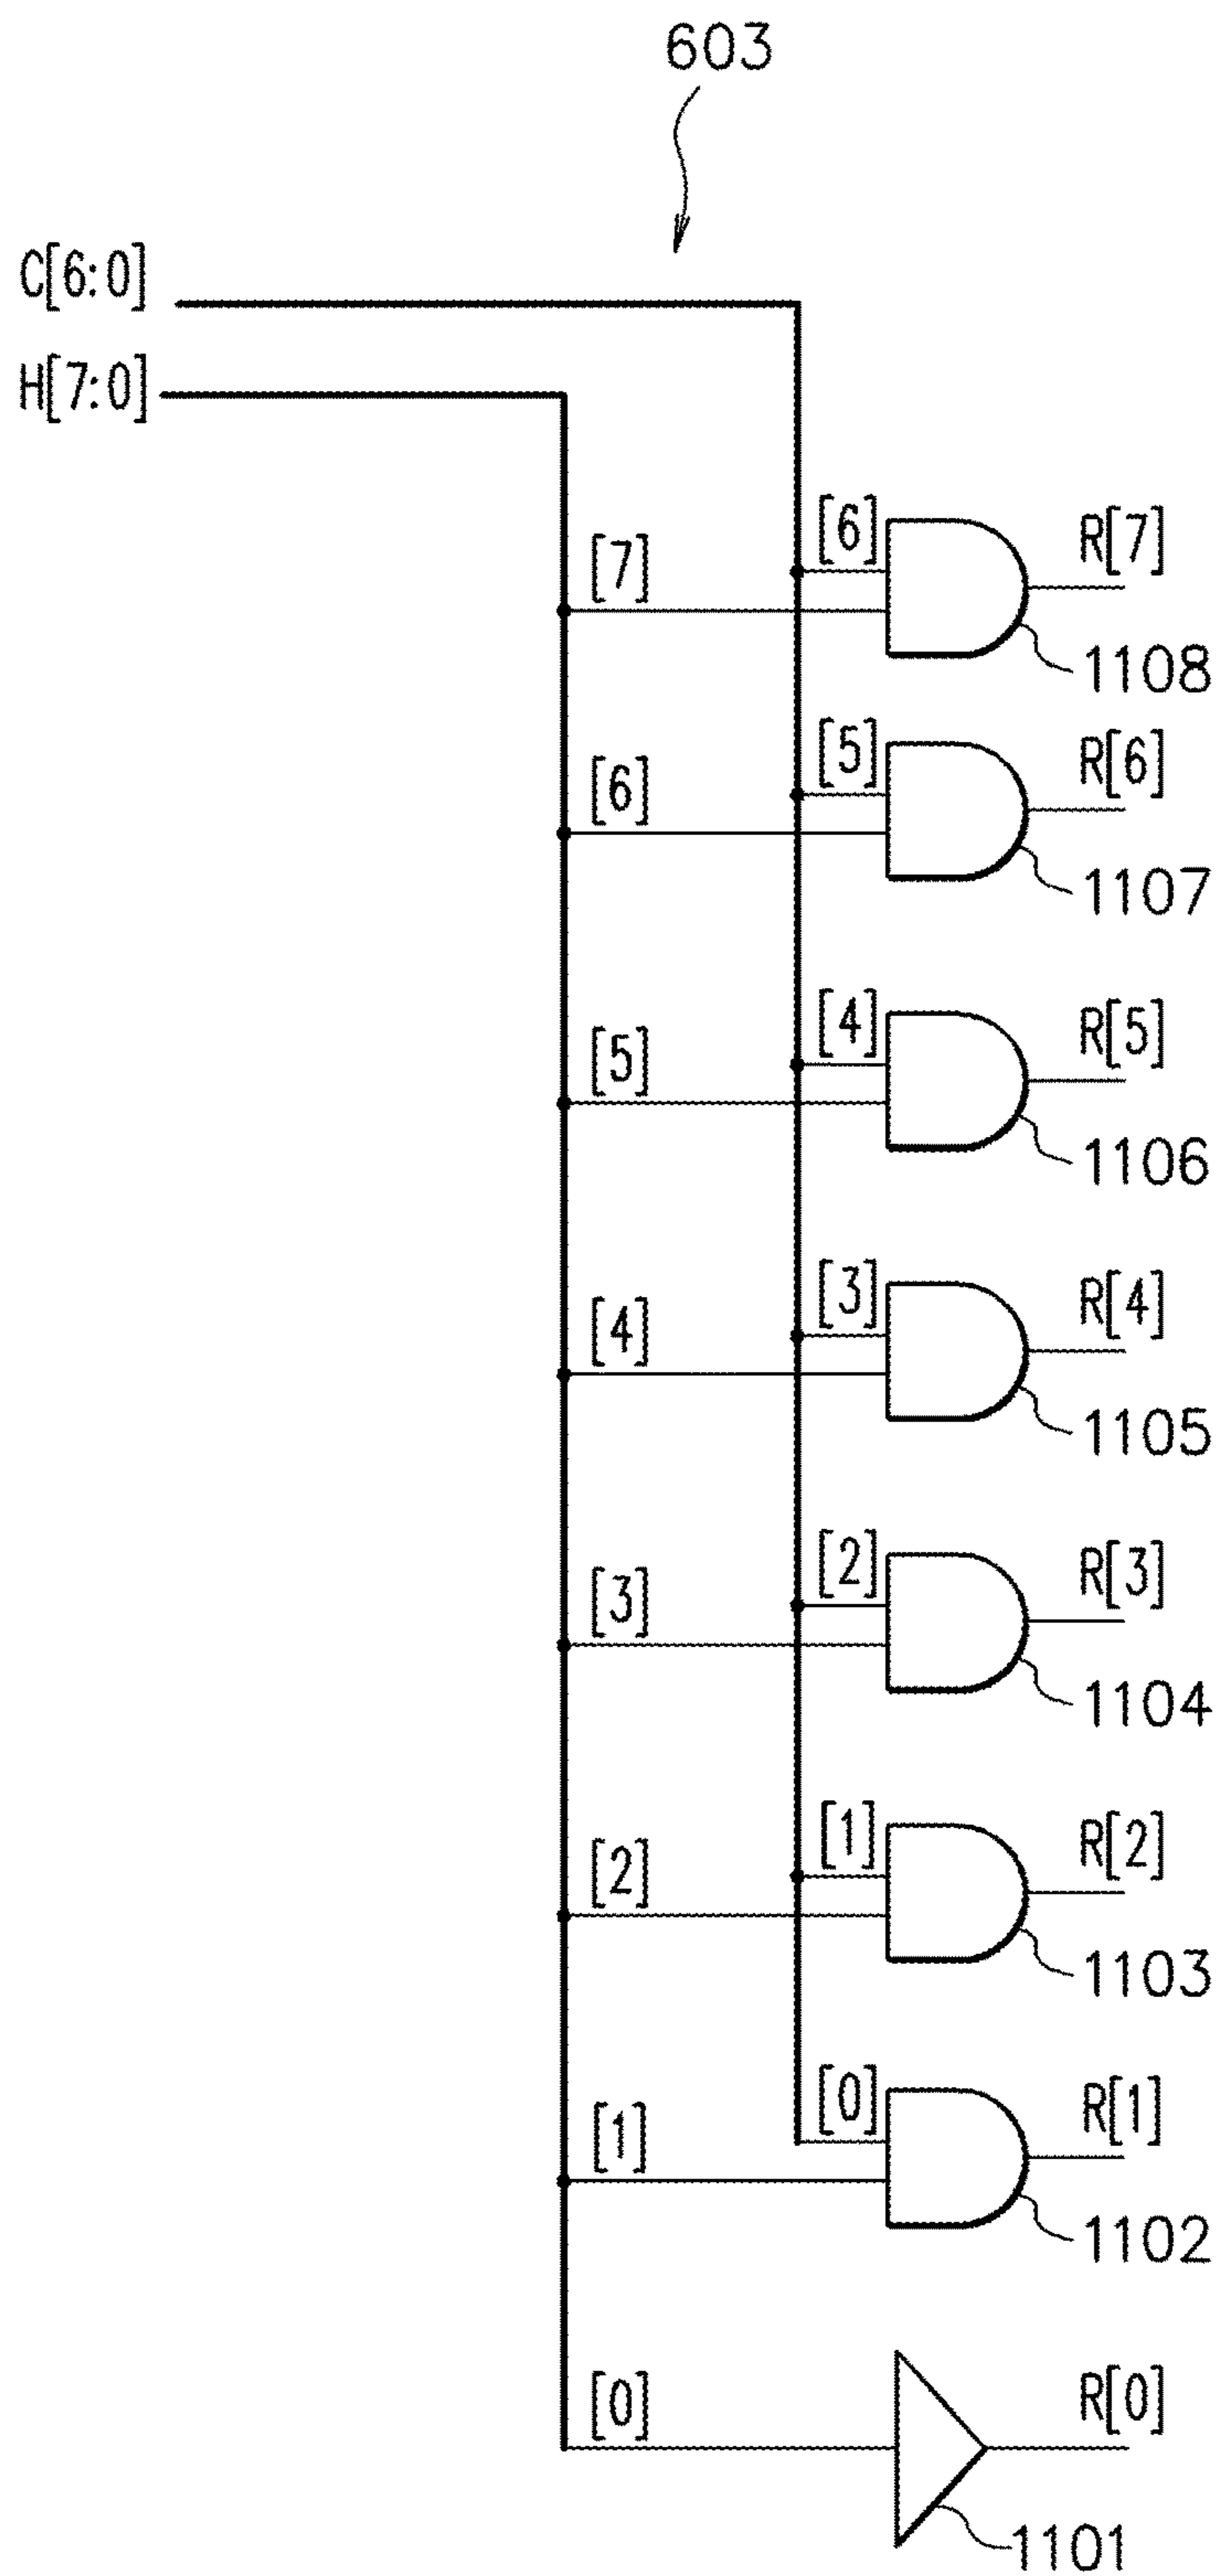 603
C[6:0]
H[7:0]
[6]
R[7]
[7]
1108
[5]
R[6]
[6]
1107
[4]
R[5]
[5]
1106
[3]
R[4]
[4]
1105
[2]
R[3]
[3]
1104
[1]
R[2]
[2]
1103
[0]
R[1]
[1]
1102
[0]
R[0]
1101